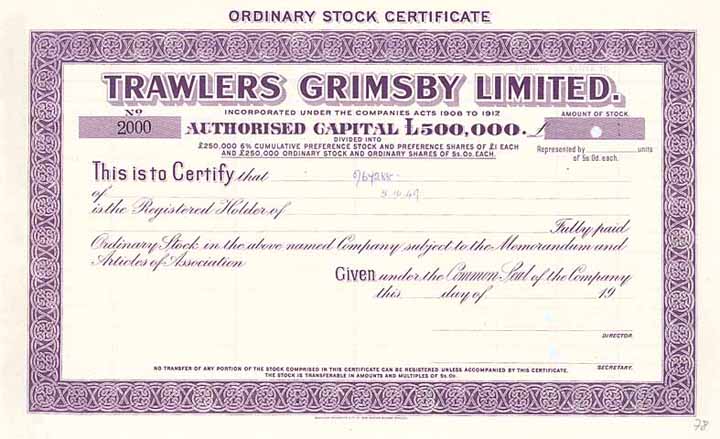 ORDINARY STOCK CERTIFICATE
TRAWLERS GRIMSBY LIMITED.
INCORPORATED UNDER THE COMPANIES ACTS 1908 TO 1917
No
2000
AUTHORISED CAPITAL £500,000.
AMOUNT OF STOCK
£
DIVIDED INTO
£250,000 6% CUMULATIVE PREFERENCE STOCK AND PREFERENCE SHARES OF £1 EACH
AND £250,000 ORDINARY STOCK AND ORDINARY SHARES OF 5s. 0D. EACH.
Represented by units
of 5s. 0d. each.
This is to Certify that
of
is the Registered Holder of
Fully paid
Ordinary Stock in the above named Company subject to the Memorandum and
Articles of Association
Given under the Common Seal of the Company
this day of 19
DIRECTOR.
SECRETARY.
NO TRANSFER OF ANY PORTION OF THE STOCK COMPRISED IN THIS CERTIFICATE CAN BE REGISTERED UNLESS ACCOMPANIED BY THIS CERTIFICATE.
THE STOCK IS TRANSFERABLE IN AMOUNTS AND MULTIPLES OF 5s. 0D.
78